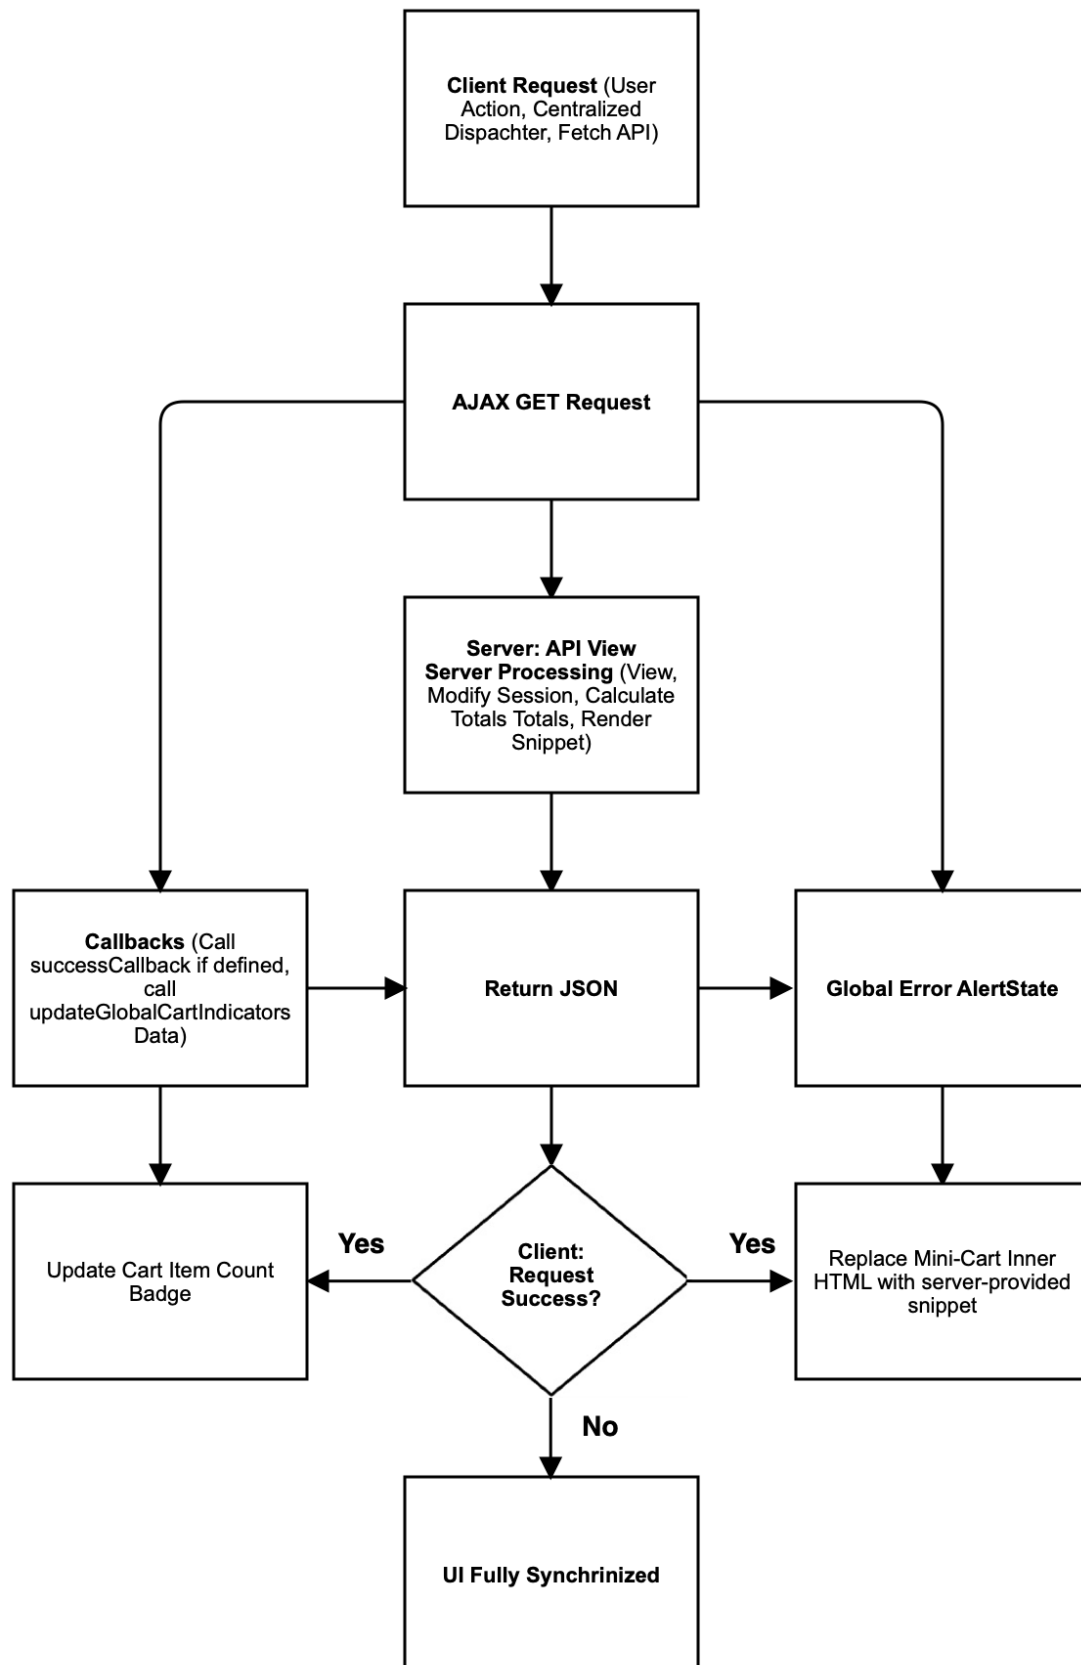 Client Request (User
Action, Centralized
Dispachter, Fetch API)
AJAX GET Request
Server: API View
Server Processing (View,
Modify Session, Calculate
Totals Totals, Render
Snippet)
Callbacks (Call
successCallback if defined,
call
updateGlobalCartIndicators
Data)
Return JSON
Global Error AlertState
Update Cart Item Count
Badge
Yes
Client:
Request
Success?
Yes
Replace Mini-Cart Inner
HTML with server-provided
snippet
No
UI Fully Synchrinized